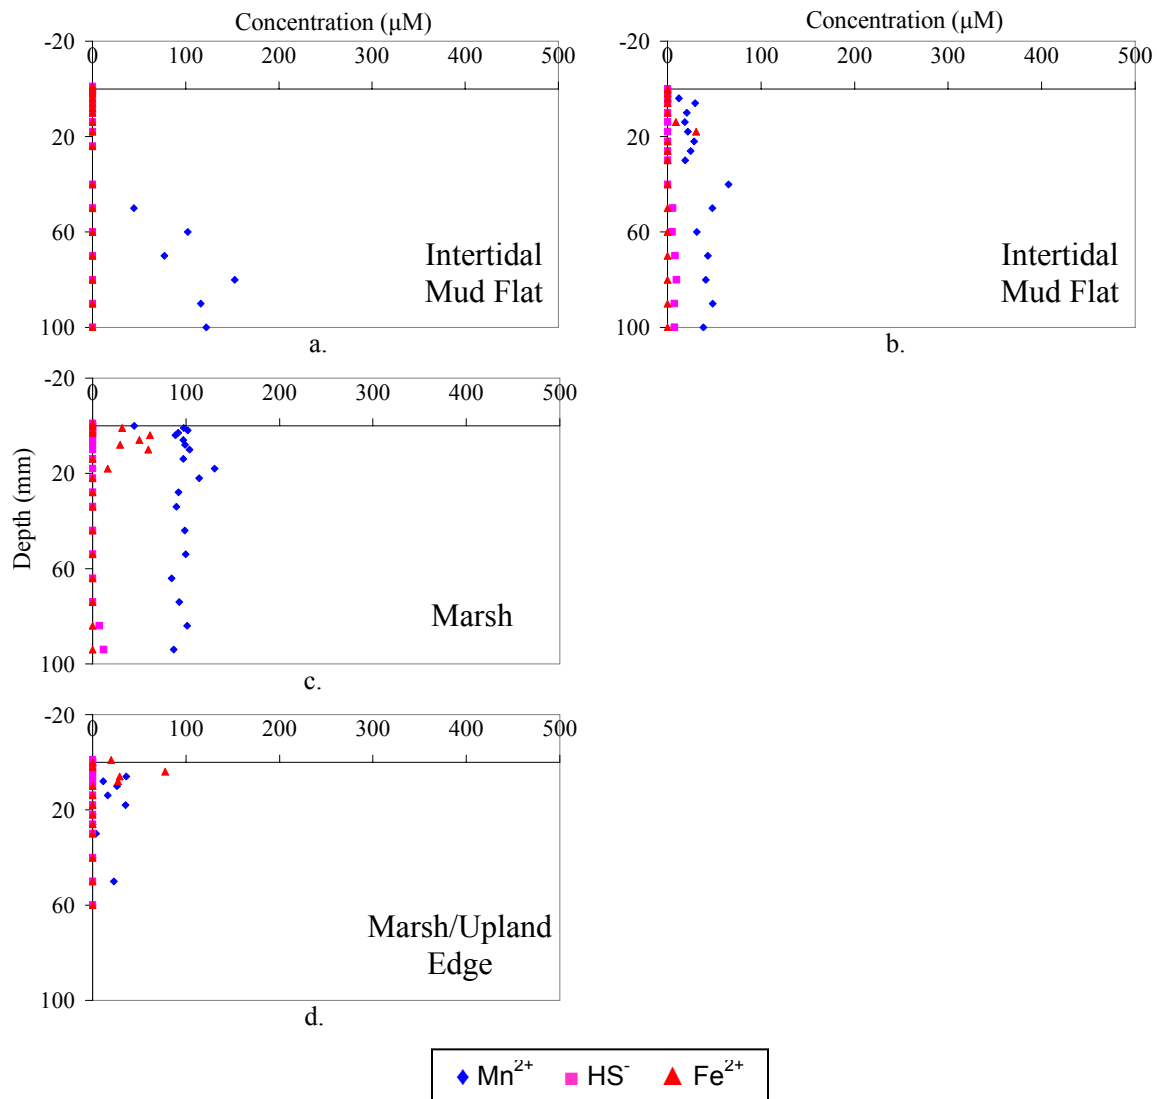 Concentration (µM)
Concentration (µM)
-20
0 100 200 300 400 500
20
60
100
Intertidal
Mud Flat
a.
-20
0 100 200 300 400 500
20
60
100
Intertidal
Mud Flat
b.
Depth (mm)
-20
0 100 200 300 400 500
20
60
100
Marsh
c.
-20
0 100 200 300 400 500
20
60
100
Marsh/Upland
Edge
d.
Mn²⁺ HS⁻ Fe²⁺